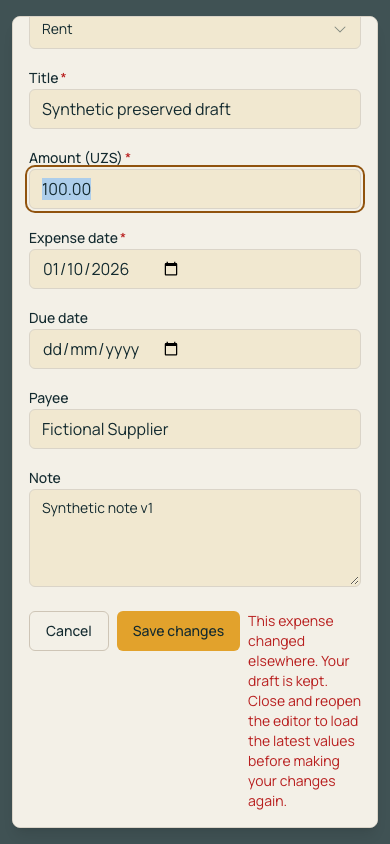 Rent
Title *
Synthetic preserved draft
Amount (UZS) *
100.00
Expense date *
01/10/2026
Due date
dd/mm/yyyy
Payee
Fictional Supplier
Note
Synthetic note v1
Cancel
Save changes
This expense
changed
elsewhere. Your
draft is kept.
Close and reopen
the editor to load
the latest values
before making
your changes
again.